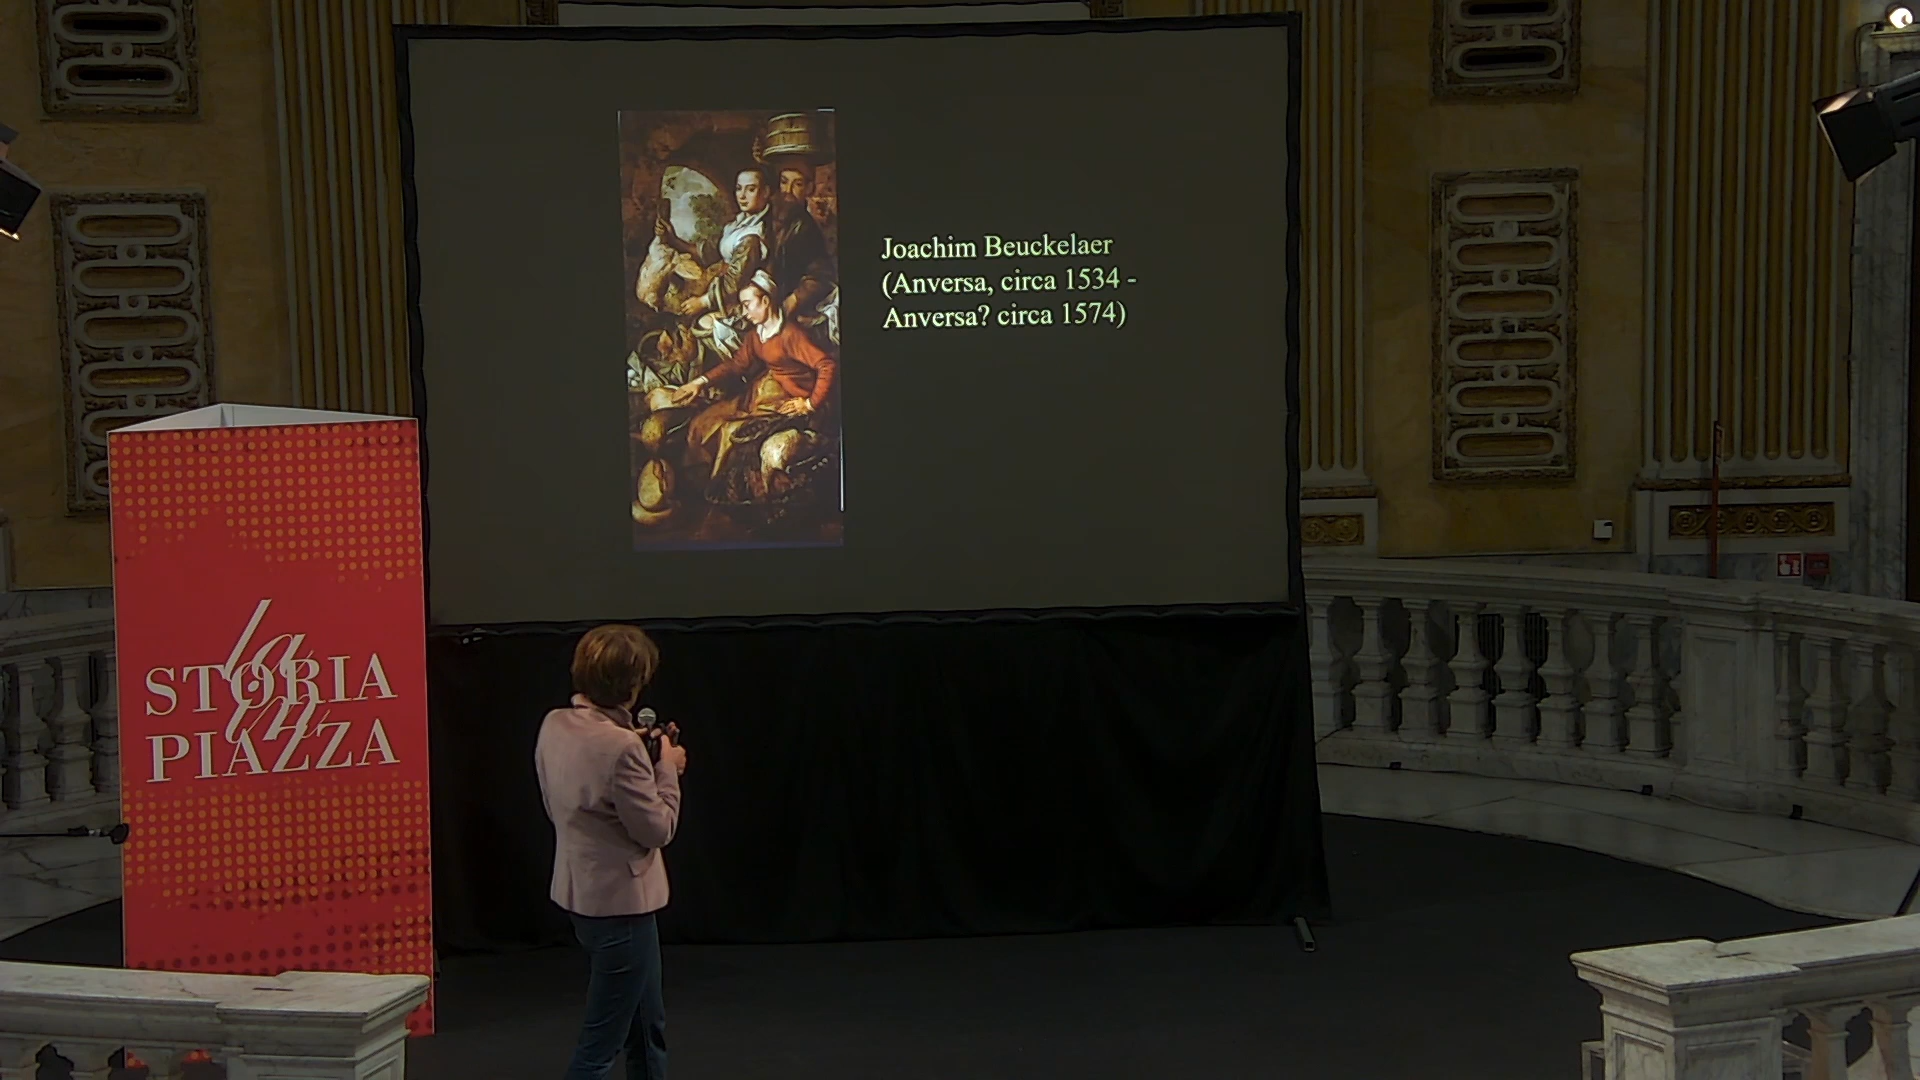 Joachim Beuckelaer
(Anversa, circa 1534 -
Anversa? circa 1574)
la
STORIA
in
PIAZZA